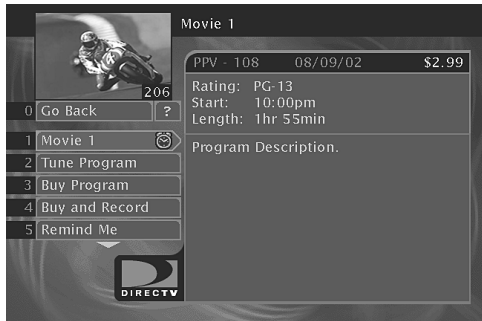 Movie 1
206
0 Go Back ?
1 Movie 1
2 Tune Program
3 Buy Program
4 Buy and Record
5 Remind Me
DIRECTV
PPV - 108 08/09/02 $2.99
Rating: PG-13
Start: 10:00pm
Length: 1hr 55min
Program Description.